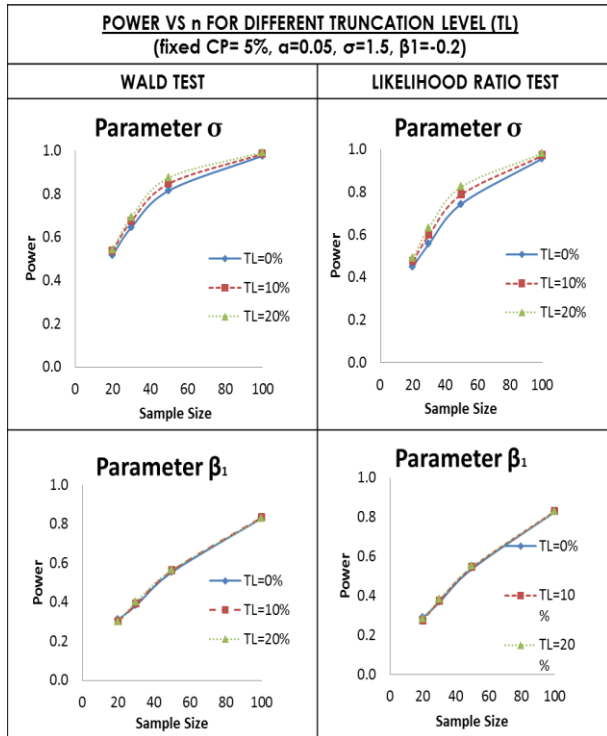 POWER VS n FOR DIFFERENT TRUNCATION LEVEL (TL)
(fixed CP= 5%, α=0.05, σ=1.5, β1=-0.2)
WALD TEST
LIKELIHOOD RATIO TEST
Parameter σ
1.0
0.8
0.6
0.4
0.2
0.0
Power
TL=0%
TL=10%
TL=20%
0 20 40 60 80 100
Sample Size
Parameter σ
1.0
0.8
0.6
0.4
0.2
0.0
Power
TL=0%
TL=10%
TL=20%
0 20 40 60 80 100
Sample Size
Parameter β1
1.0
0.8
0.6
0.4
0.2
0.0
Power
TL=0%
TL=10%
TL=20%
0 20 40 60 80 100
Sample Size
Parameter β1
1.0
0.8
0.6
0.4
0.2
0.0
Power
TL=0%
TL=10
%
TL=20
%
0 20 40 60 80 100
Sample Size